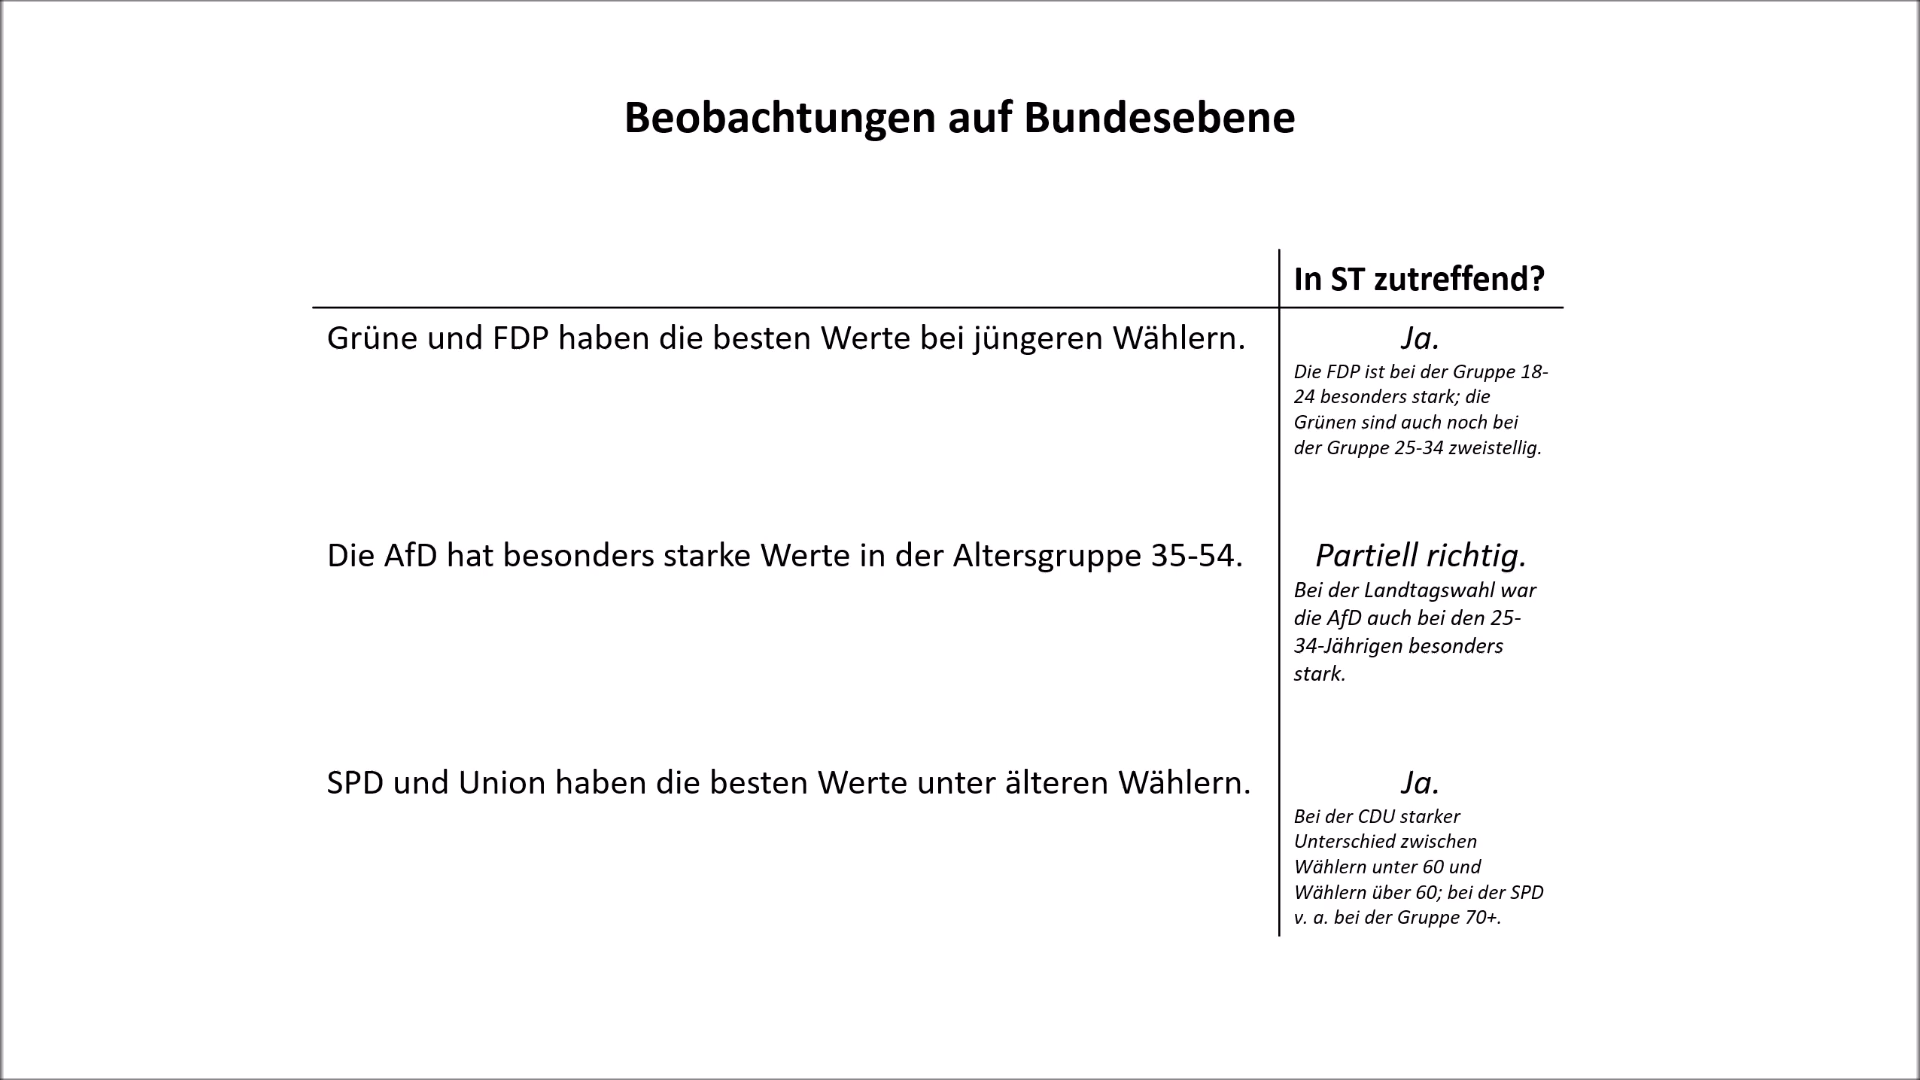 Beobachtungen auf Bundesebene
In ST zutreffend?
Grüne und FDP haben die besten Werte bei jüngeren Wählern.
Ja.
Die FDP ist bei der Gruppe 18-
24 besonders stark; die
Grünen sind auch noch bei
der Gruppe 25-34 zweistellig.
Die AfD hat besonders starke Werte in der Altersgruppe 35-54.
Partiell richtig.
Bei der Landtagswahl war
die AfD auch bei den 25-
34-Jährigen besonders
stark.
SPD und Union haben die besten Werte unter älteren Wählern.
Ja.
Bei der CDU starker
Unterschied zwischen
Wählern unter 60 und
Wählern über 60; bei der SPD
v. a. bei der Gruppe 70+.